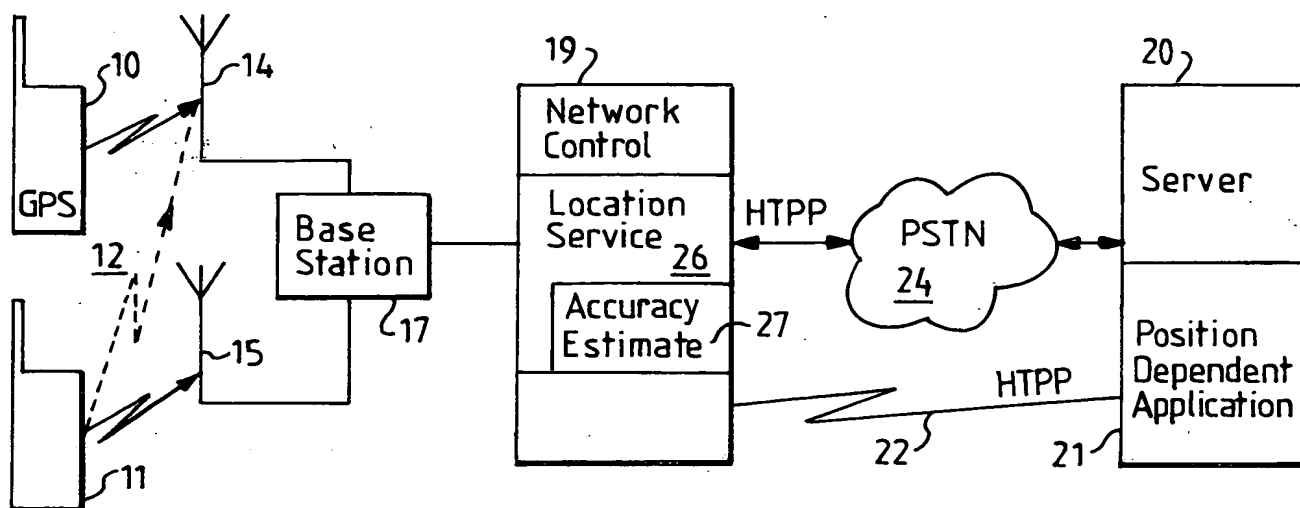 10
GPS
12
11
14
15
Base
Station
17
19
Network
Control
Location
Service
26
Accuracy
Estimate
27
HTPP
PSTN
24
HTPP
22
20
Server
Position
Dependent
Application
21